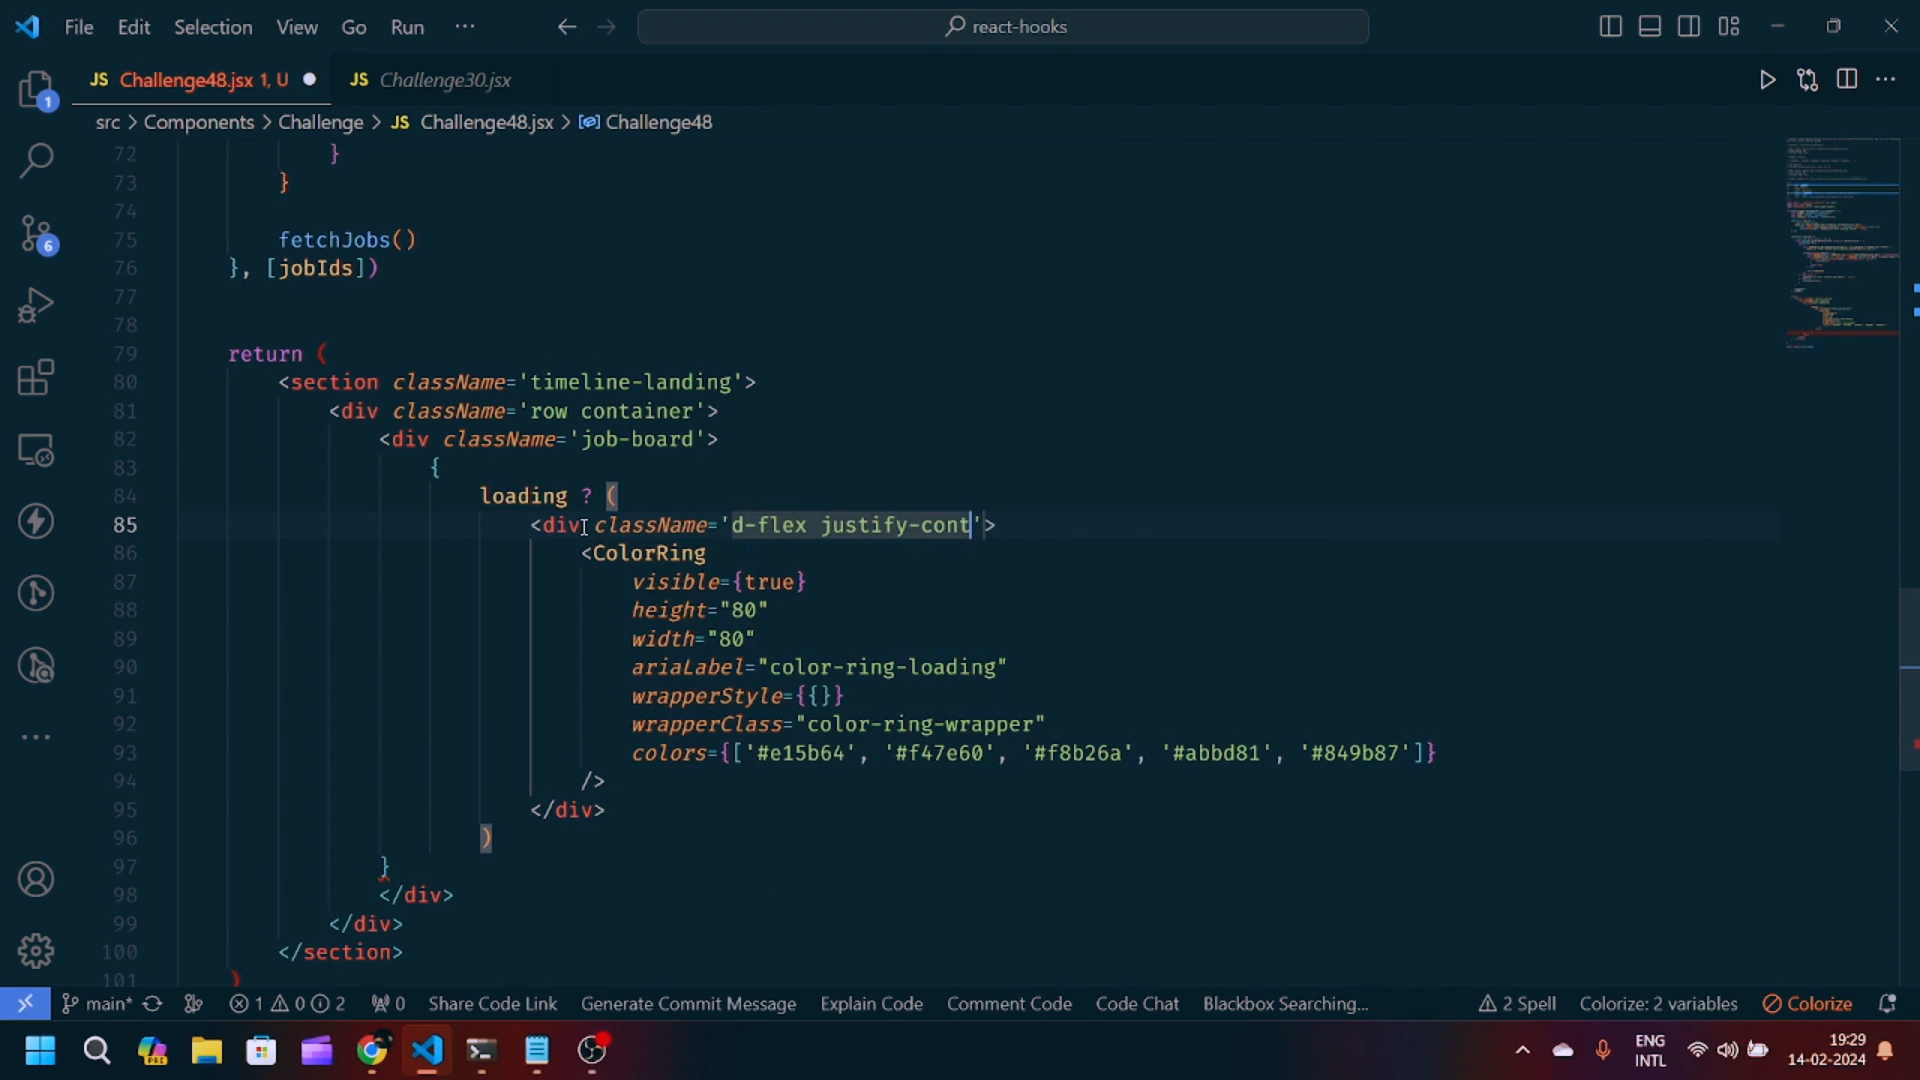 File Edit Selection View Go Run ··· react-hooks
JS Challenge48.jsx 1, U JS Challenge30.jsx
src > Components > Challenge > JS Challenge48.jsx > Challenge48
72 }
73 }
74
75 fetchJobs()
76 }, [jobIds])
77
78
79 return (
80 <section className='timeline-landing'>
81 <div className='row container'>
82 <div className='job-board'>
83 {
84 loading ? (
85 <div className='d-flex justify-cont'>
86 <ColorRing
87 visible={true}
88 height="80"
89 width="80"
90 ariaLabel="color-ring-loading"
91 wrapperStyle={{}}
92 wrapperClass="color-ring-wrapper"
93 colors={['#e15b64', '#f47e60', '#f8b26a', '#abbd81', '#849b87']}
94 />
95 </div>
96 )
97 }
98 </div>
99 </div>
100 </section>
101 )
1
6
main* 1 0 2 0 Share Code Link Generate Commit Message Explain Code Comment Code Code Chat Blackbox Searching... 2 Spell Colorize: 2 variables Colorize
PRE
ENG
INTL
19:29
14-02-2024